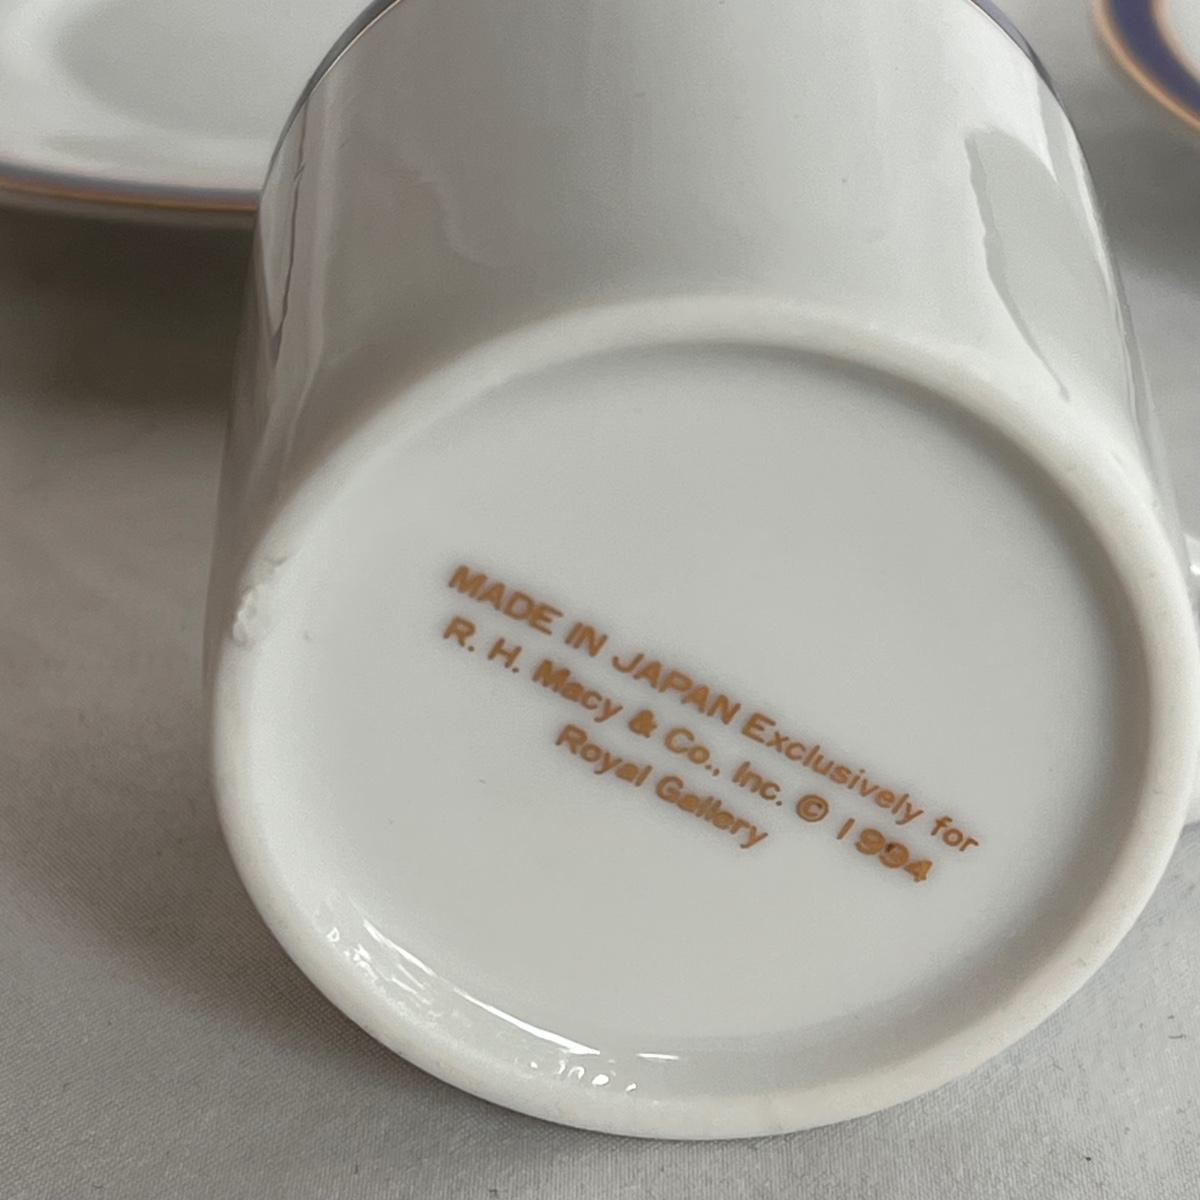 MADE IN JAPAN Exclusively for
R. H. Macy & Co., Inc. © 1994
Royal Gallery